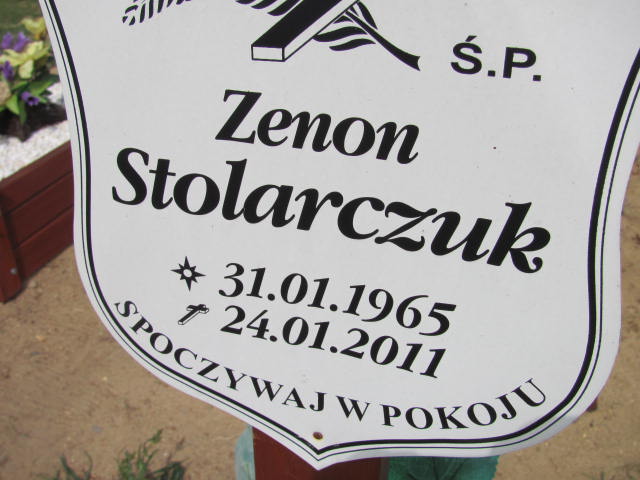 Ś.P.
Zenon
Stolarczuk
31.01.1965
24.01.2011
SPOCZYWAJ W POKOJU